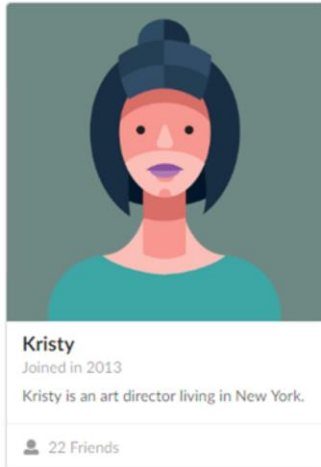 Kristy
Joined in 2013
Kristy is an art director living in New York.
22 Friends